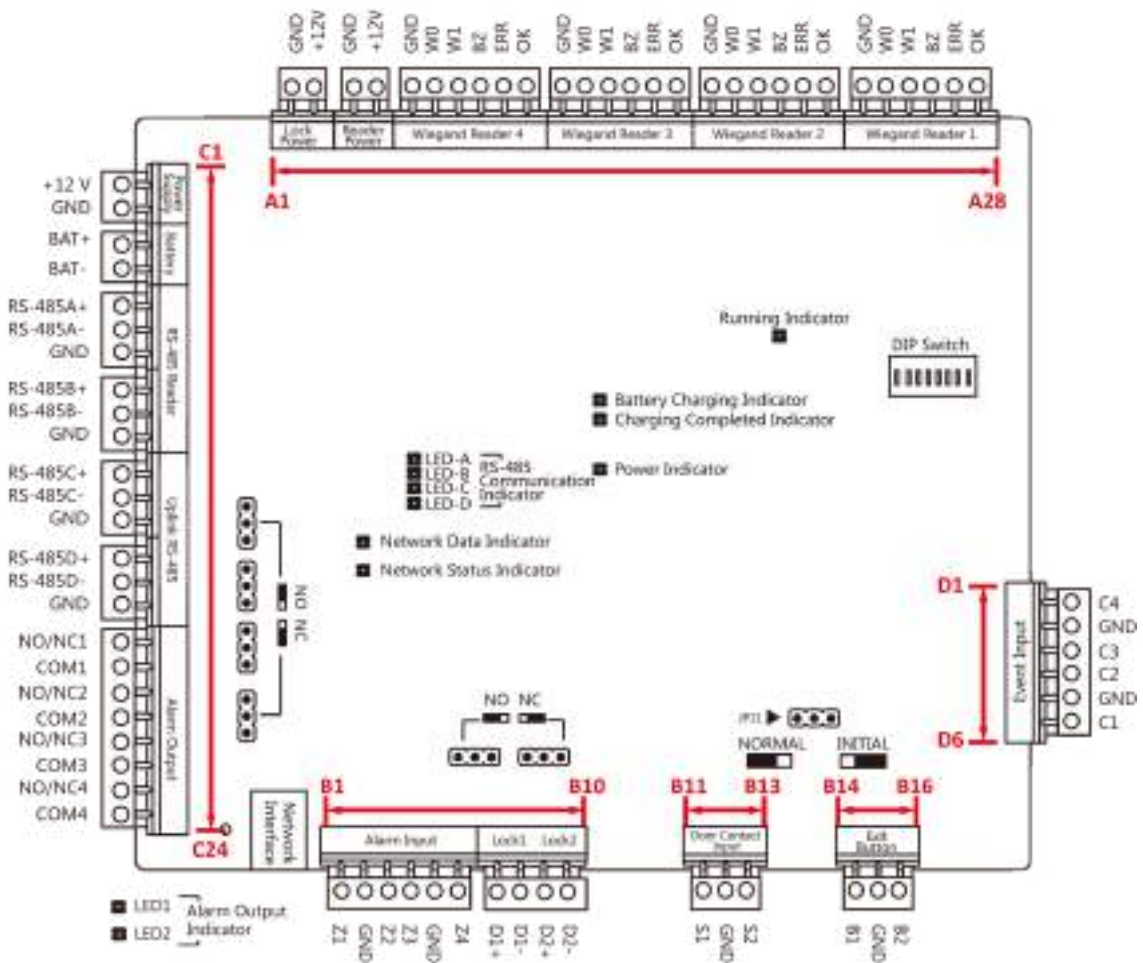 GND +12V GND +12V GND W0 W1 BZ ERR OK GND W0 W1 BZ ERR OK GND W0 W1 BZ ERR OK GND W0 W1 BZ ERR OK
Lock Power
Reader Power
Wiegand Reader 4
Wiegand Reader 3
Wiegand Reader 2
Wiegand Reader 1
C1
A1
A28
+12 V
GND
Power Supply
BAT+
BAT-
Battery
RS-485A+
RS-485A-
GND
RS-485B+
RS-485B-
GND
RS-485 Reader
RS-485C+
RS-485C-
GND
RS-485D+
RS-485D-
GND
Uplink RS-485
NO/NC1
COM1
NO/NC2
COM2
NO/NC3
COM3
NO/NC4
COM4
Alarm Output
C24
Running Indicator
DIP Switch
Battery Charging Indicator
Charging Completed Indicator
Power Indicator
LED-A
LED-B
LED-C
LED-D
RS-485
Communication
Indicator
Network Data Indicator
Network Status Indicator
NO NC
NO NC
D1
C4
GND
C3
C2
GND
C1
Event Input
D6
JP11
NORMAL
INITIAL
B1
B10
B11
B13
B14
B16
Network
Interface
Alarm Input
Lock1
Lock2
Door Contact
Input
Exit
Button
Z1 GND Z2 Z3 GND Z4 D1+ D1- D2+ D2-
S1 GND S2
B1 GND B2
LED1
LED2
Alarm Output
Indicator